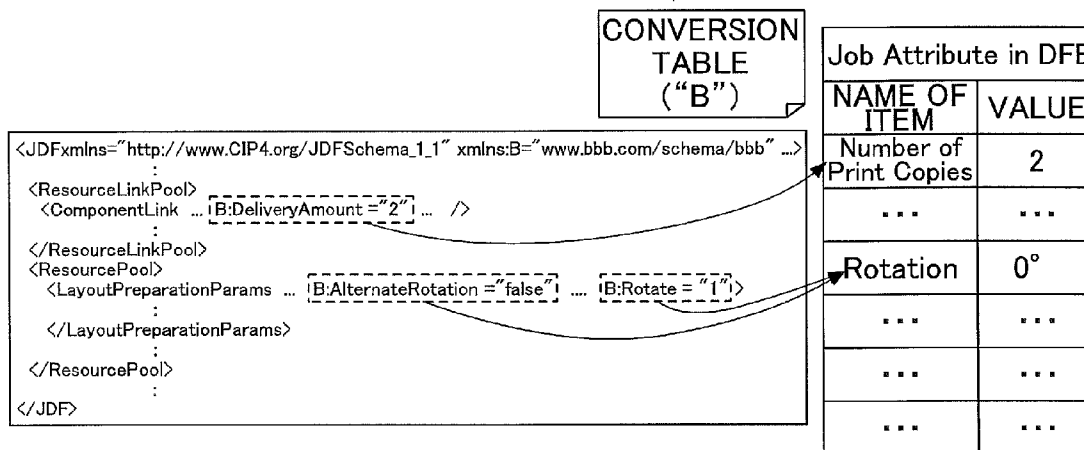 CONVERSION
TABLE
("B")
<JDFxmlns="http://www.CIP4.org/JDFSchema_1_1" xmlns:B="www.bbb.com/schema/bbb" ...>
:
<ResourceLinkPool>
<ComponentLink ... B:DeliveryAmount ="2" ... />
:
</ResourceLinkPool>
<ResourcePool>
<LayoutPreparationParams ... B:AlternateRotation ="false" .... B:Rotate = "1">
:
</LayoutPreparationParams>
:
</ResourcePool>
:
</JDF>
Job Attribute in DFE
NAME OF ITEM VALUE
Number of Print Copies 2
... ...
Rotation 0°
... ...
... ...
... ...